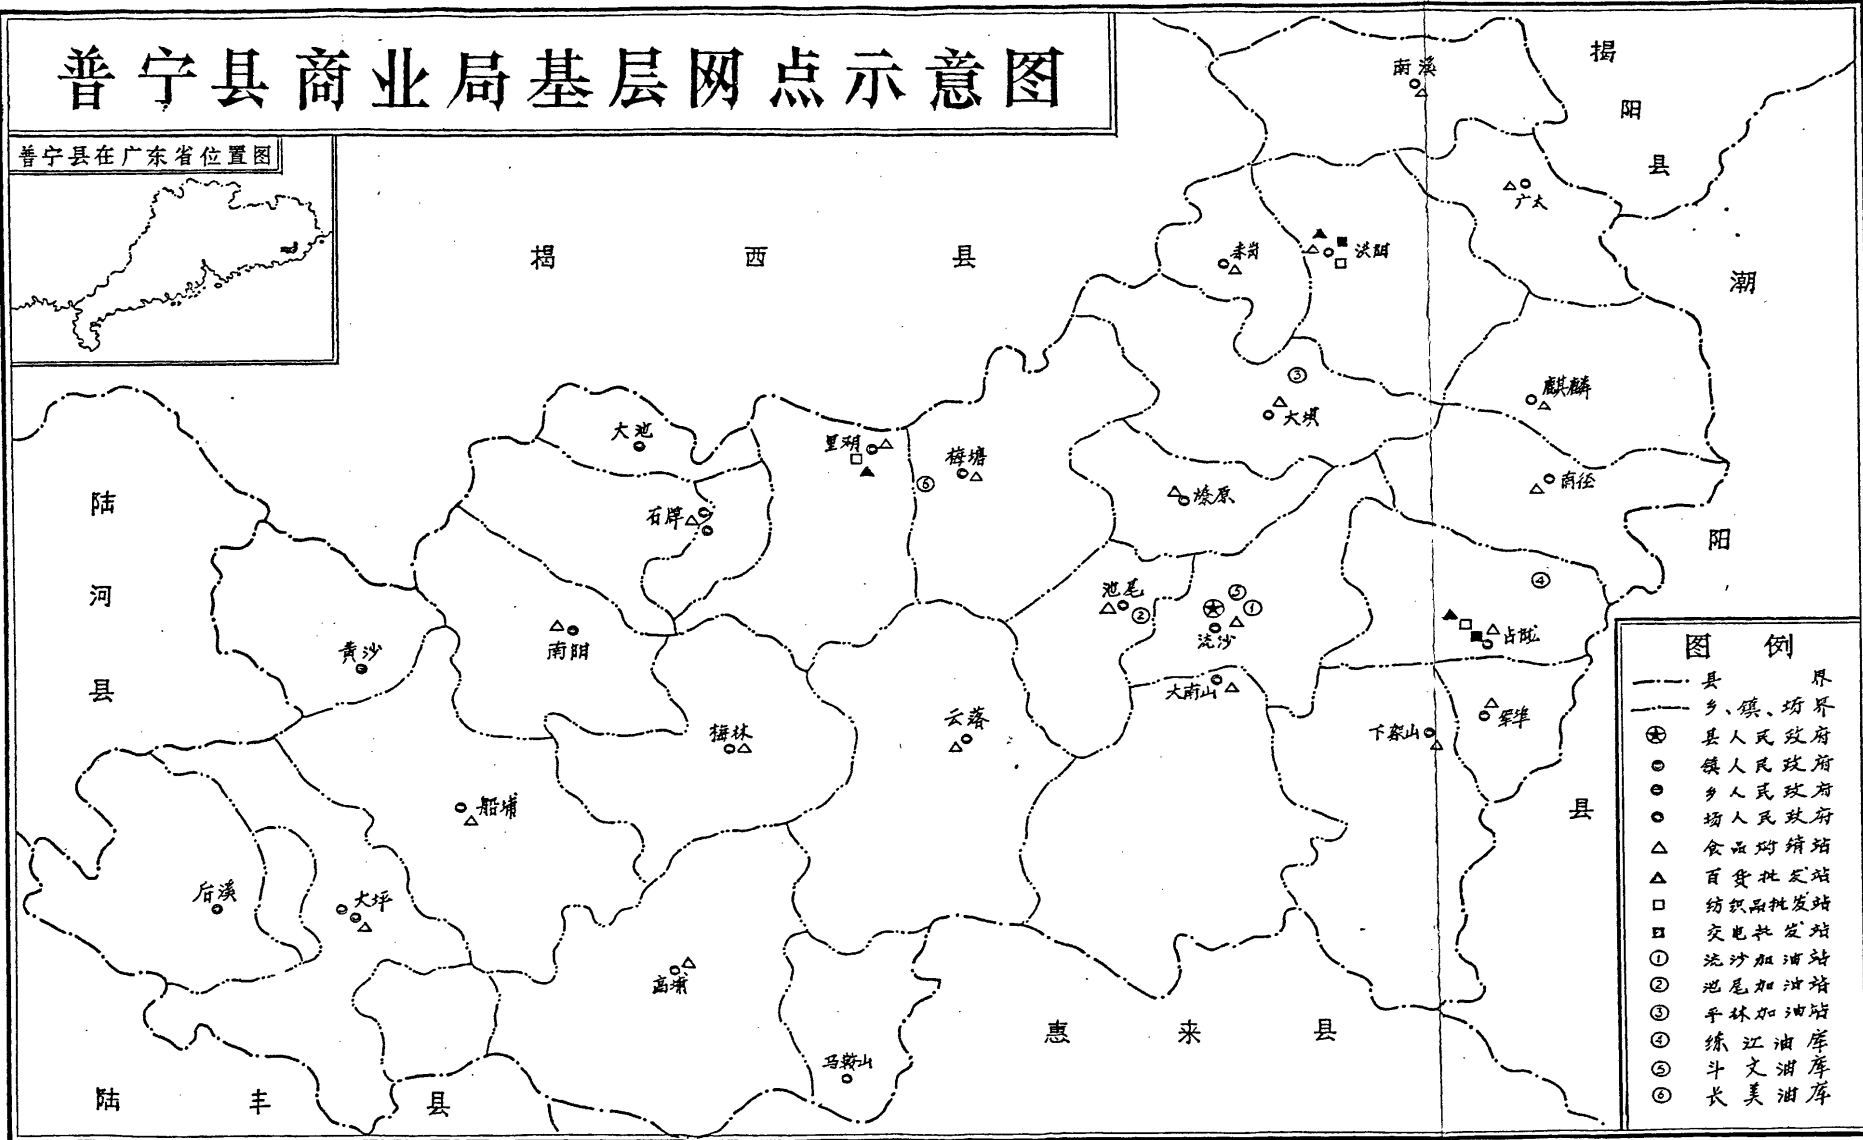 普宁县商业局基层网点示意图
普宁县在广东省位置图
揭阳县
南溪
广太
赤岗
洪阳
揭西县
潮阳县
③
大坝
麒麟
大池
里湖
梅塘
⑥
燎原
南径
石牌
陆河县
池尾
②
⑤
①
流沙
④
占陇
黄沙
南阳
大南山
梅林
云落
下架山
军埠
船埔
后溪
大坪
高埔
马鞍山
惠来县
陆丰县
图例
县界
乡、镇、场界
县人民政府
镇人民政府
乡人民政府
场人民政府
食品购销站
百货批发站
纺织品批发站
交电批发站
① 流沙加油站
② 池尾加油站
③ 平林加油站
④ 练江油库
⑤ 斗文油库
⑥ 长美油库